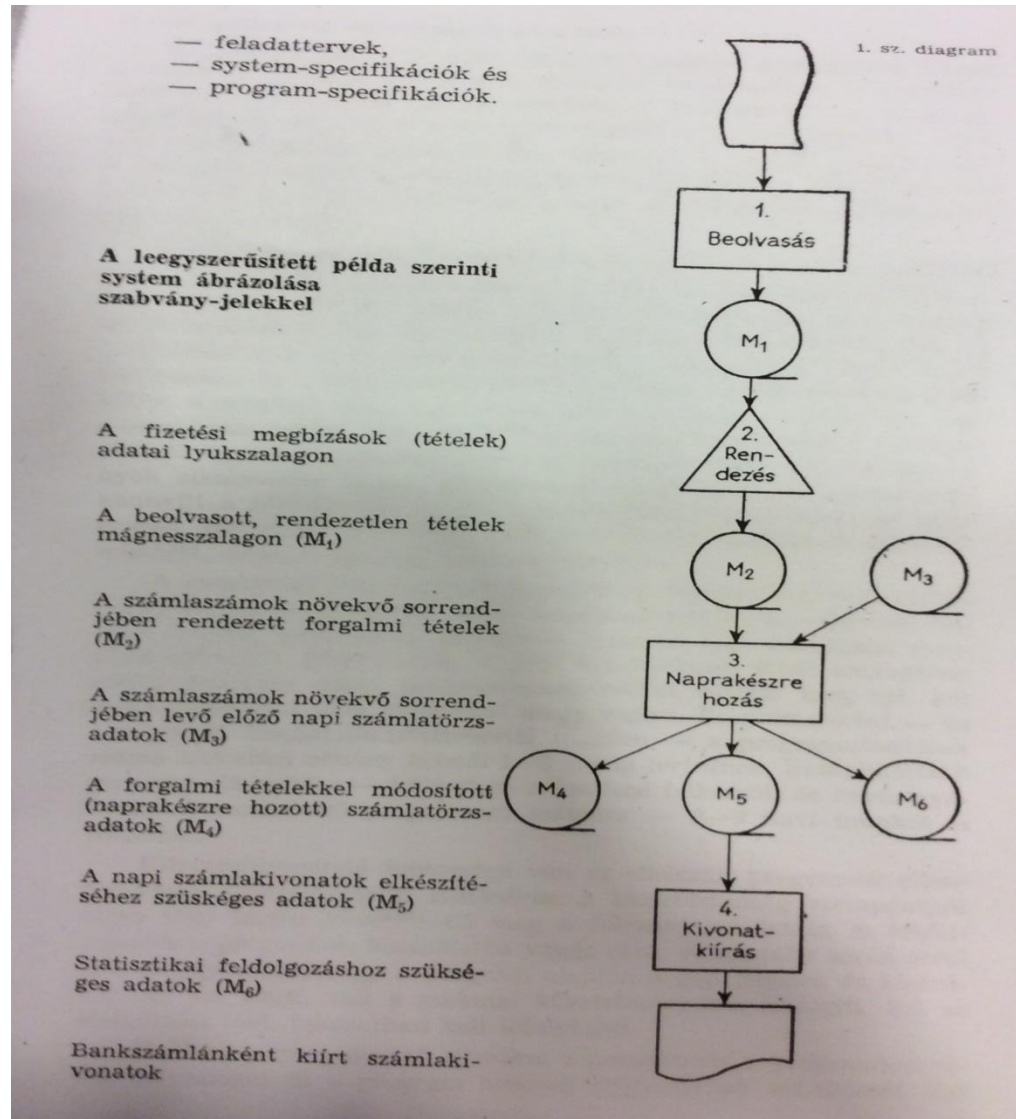 — feladattervek,
— system-specifikációk és
— program-specifikációk.
1. sz. diagram
A leegyszerűsített példa szerinti
system ábrázolása
szabvány-jelekkel
A fizetési megbízások (tételek)
adatai lyukszalagon
A beolvasott, rendezetlen tételek
mágnesszalagon (M₁)
A számlaszámok növekvő sorrend-
jében rendezett forgalmi tételek
(M₂)
A számlaszámok növekvő sorrend-
jében levő előző napi számlatörzs-
adatok (M₃)
A forgalmi tételekkel módosított
(naprakészre hozott) számlatörzs-
adatok (M₄)
A napi számlakivonatok elkészíté-
séhez szüskéges adatok (M₅)
Statisztikai feldolgozáshoz szüksé-
ges adatok (M₆)
Bankszámlánként kiírt számlaki-
vonatok
1.
Beolvasás
M₁
2.
Ren-
dezés
M₂
M₃
3.
Naprakészre
hozás
M₄
M₅
M₆
4.
Kivonat-
kiírás